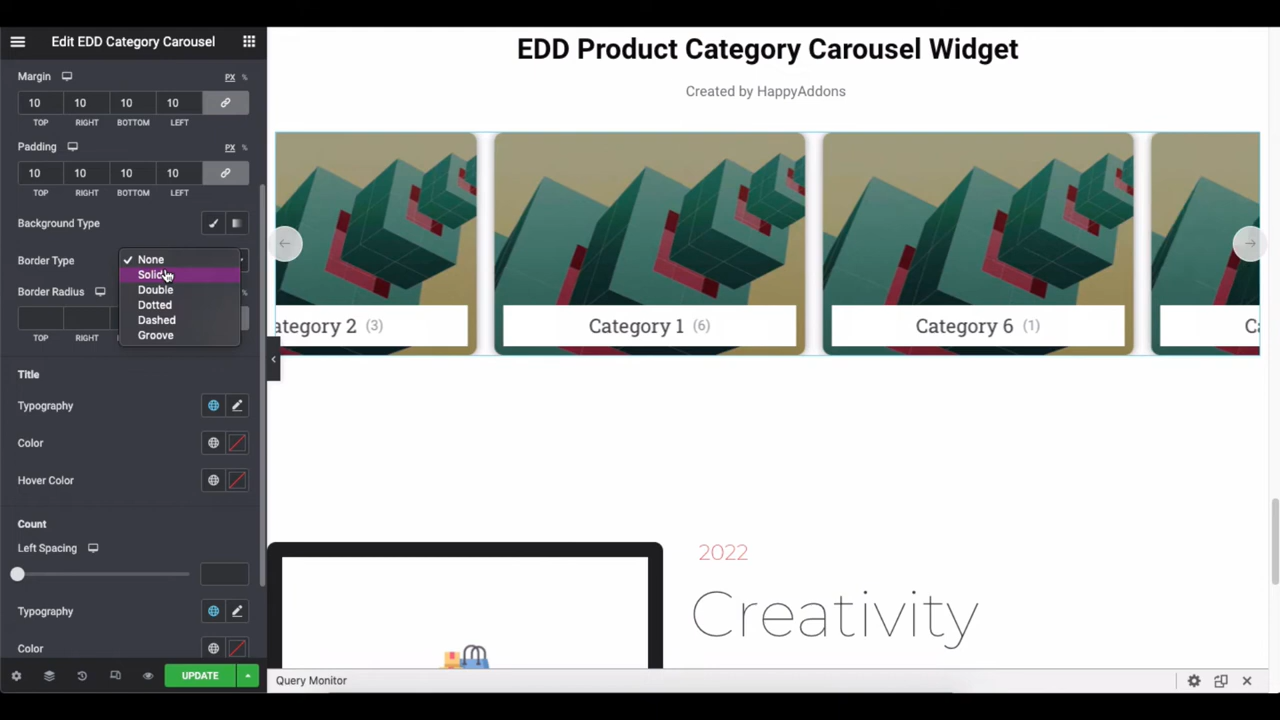 Edit EDD Category Carousel
Margin
PX %
10 10 10 10
TOP RIGHT BOTTOM LEFT
Padding
PX %
10 10 10 10
TOP RIGHT BOTTOM LEFT
Background Type
Border Type
None
Solid
Double
Dotted
Dashed
Groove
Border Radius
%
TOP RIGHT
Title
Typography
Color
Hover Color
Count
Left Spacing
Typography
Color
UPDATE
EDD Product Category Carousel Widget
Created by HappyAddons
ategory 2 (3)
Category 1 (6)
Category 6 (1)
Ca
2022
Creativity
Query Monitor